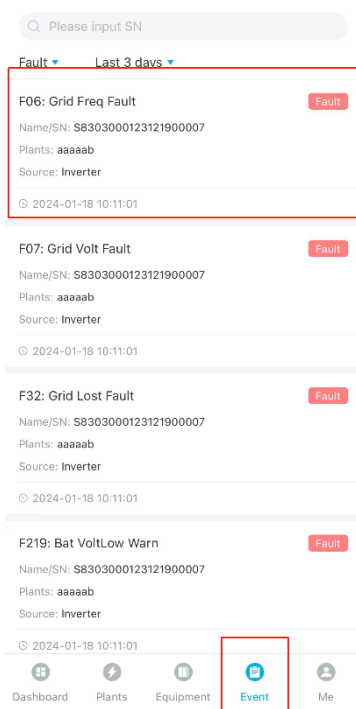 Please input SN
Fault Last 3 days
F06: Grid Freq Fault Fault
Name/SN: S8303000123121900007
Plants: aaaaab
Source: Inverter
2024-01-18 10:11:01
F07: Grid Volt Fault Fault
Name/SN: S8303000123121900007
Plants: aaaaab
Source: Inverter
2024-01-18 10:11:01
F32: Grid Lost Fault Fault
Name/SN: S8303000123121900007
Plants: aaaaab
Source: Inverter
2024-01-18 10:11:01
F219: Bat VoltLow Warn Fault
Name/SN: S8303000123121900007
Plants: aaaaab
Source: Inverter
2024-01-18 10:11:01
Dashboard Plants Equipment Event Me